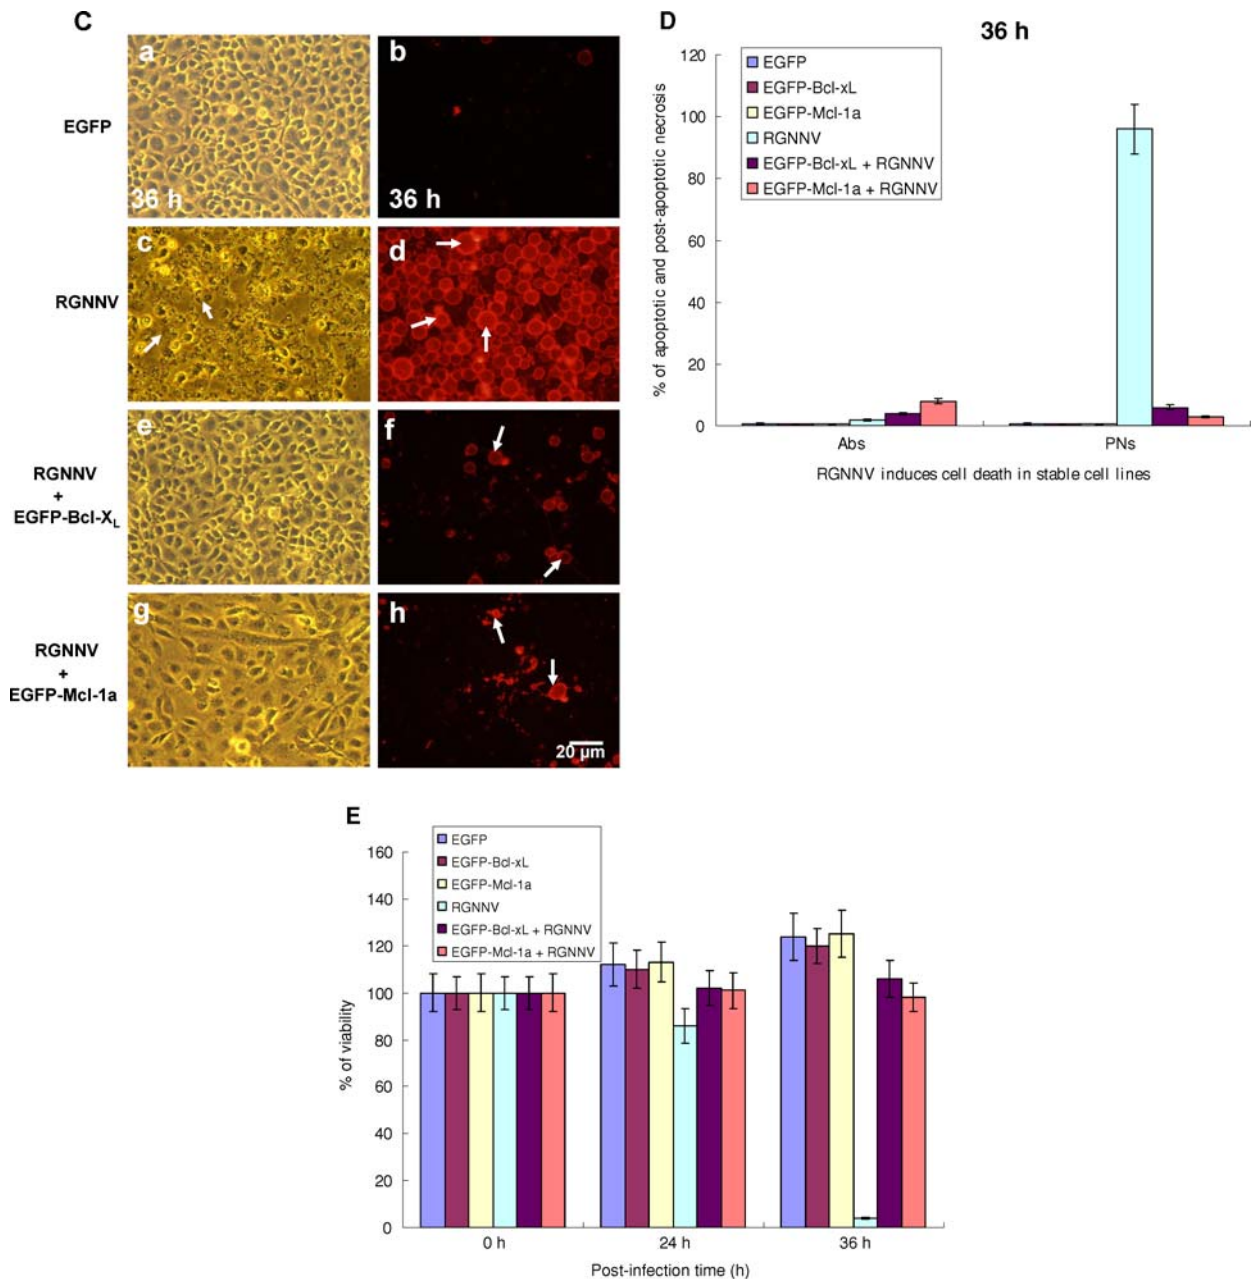 C
EGFP
a
36 h
b
36 h
RGNNV
c
d
RGNNV
+
EGFP-Bcl-XL
e
f
RGNNV
+
EGFP-Mcl-1a
g
h
20 µm
D
36 h
EGFP
EGFP-Bcl-xL
EGFP-Mcl-1a
RGNNV
EGFP-Bcl-xL + RGNNV
EGFP-Mcl-1a + RGNNV
% of apoptotic and post-apoptotic necrosis
120
100
80
60
40
20
0
Abs
PNs
RGNNV induces cell death in stable cell lines
E
EGFP
EGFP-Bcl-xL
EGFP-Mcl-1a
RGNNV
EGFP-Bcl-xL + RGNNV
EGFP-Mcl-1a + RGNNV
% of viability
160
140
120
100
80
60
40
20
0
0 h
24 h
36 h
Post-infection time (h)